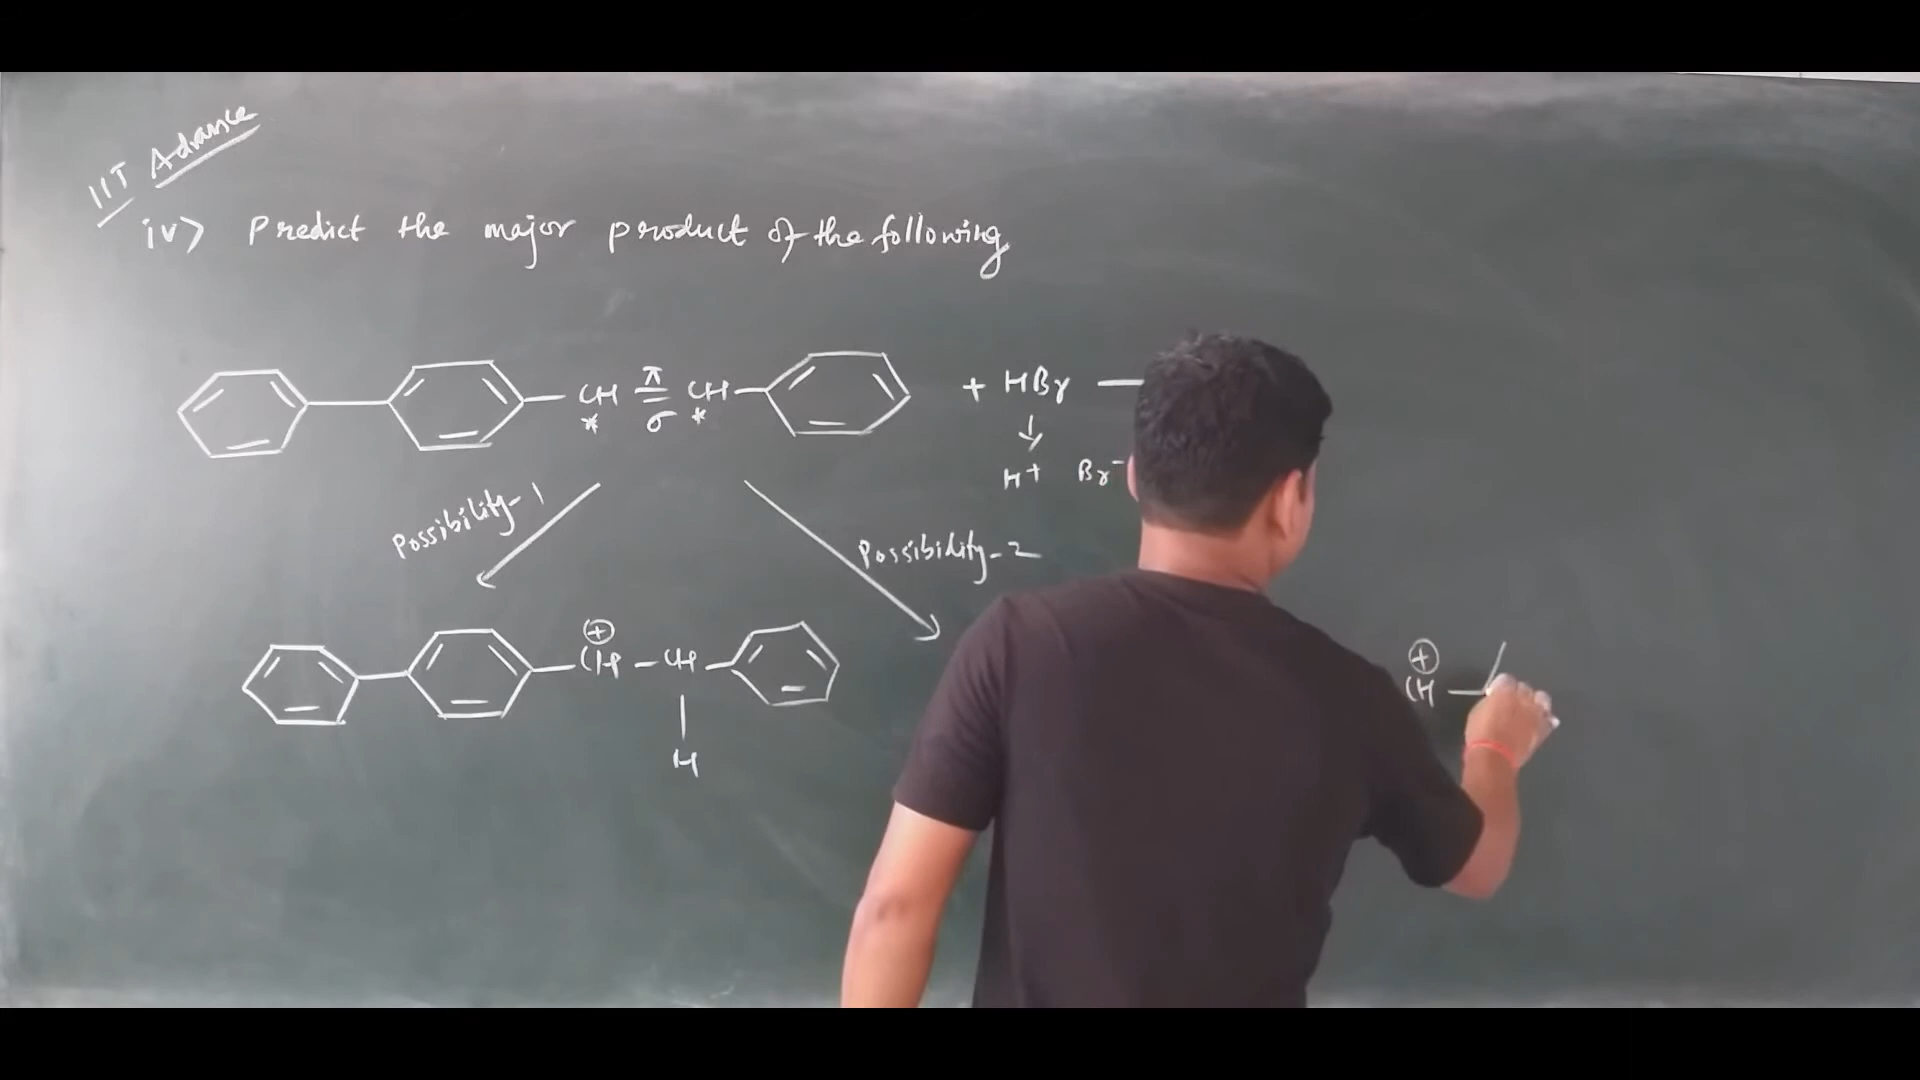 IIT Advance
iv> Predict the major product of the following
CH π σ CH + HBr
* *
H+ Br-
Possibility-1
Possibility-2
+
CH - CH
H
+
CH